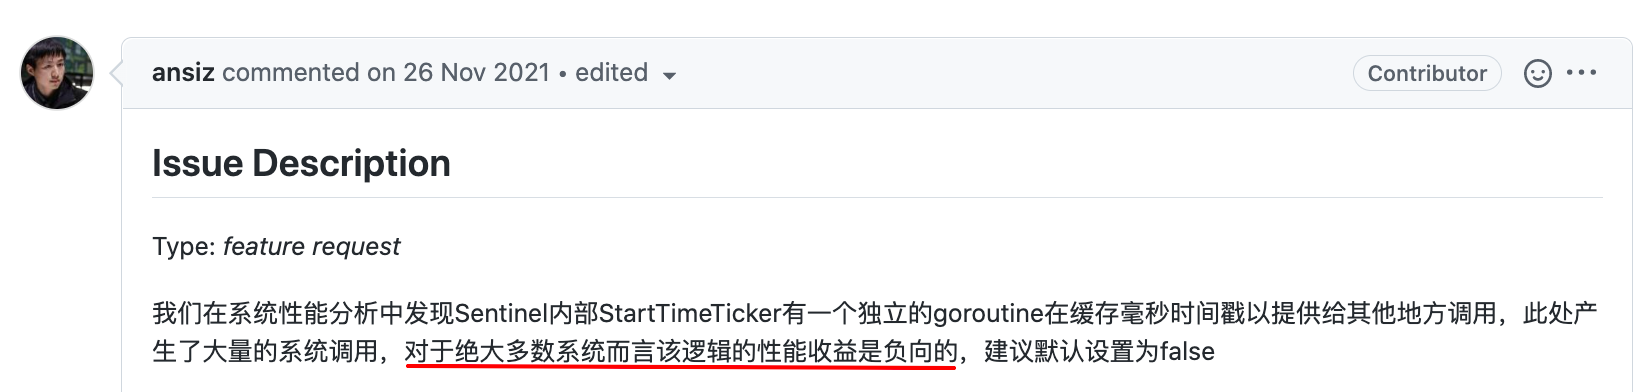 ansiz commented on 26 Nov 2021 • edited
Contributor
Issue Description
Type: feature request
我们在系统性能分析中发现Sentinel内部StartTimeTicker有一个独立的goroutine在缓存毫秒时间戳以提供给其他地方调用，此处产
生了大量的系统调用，对于绝大多数系统而言该逻辑的性能收益是负向的，建议默认设置为false